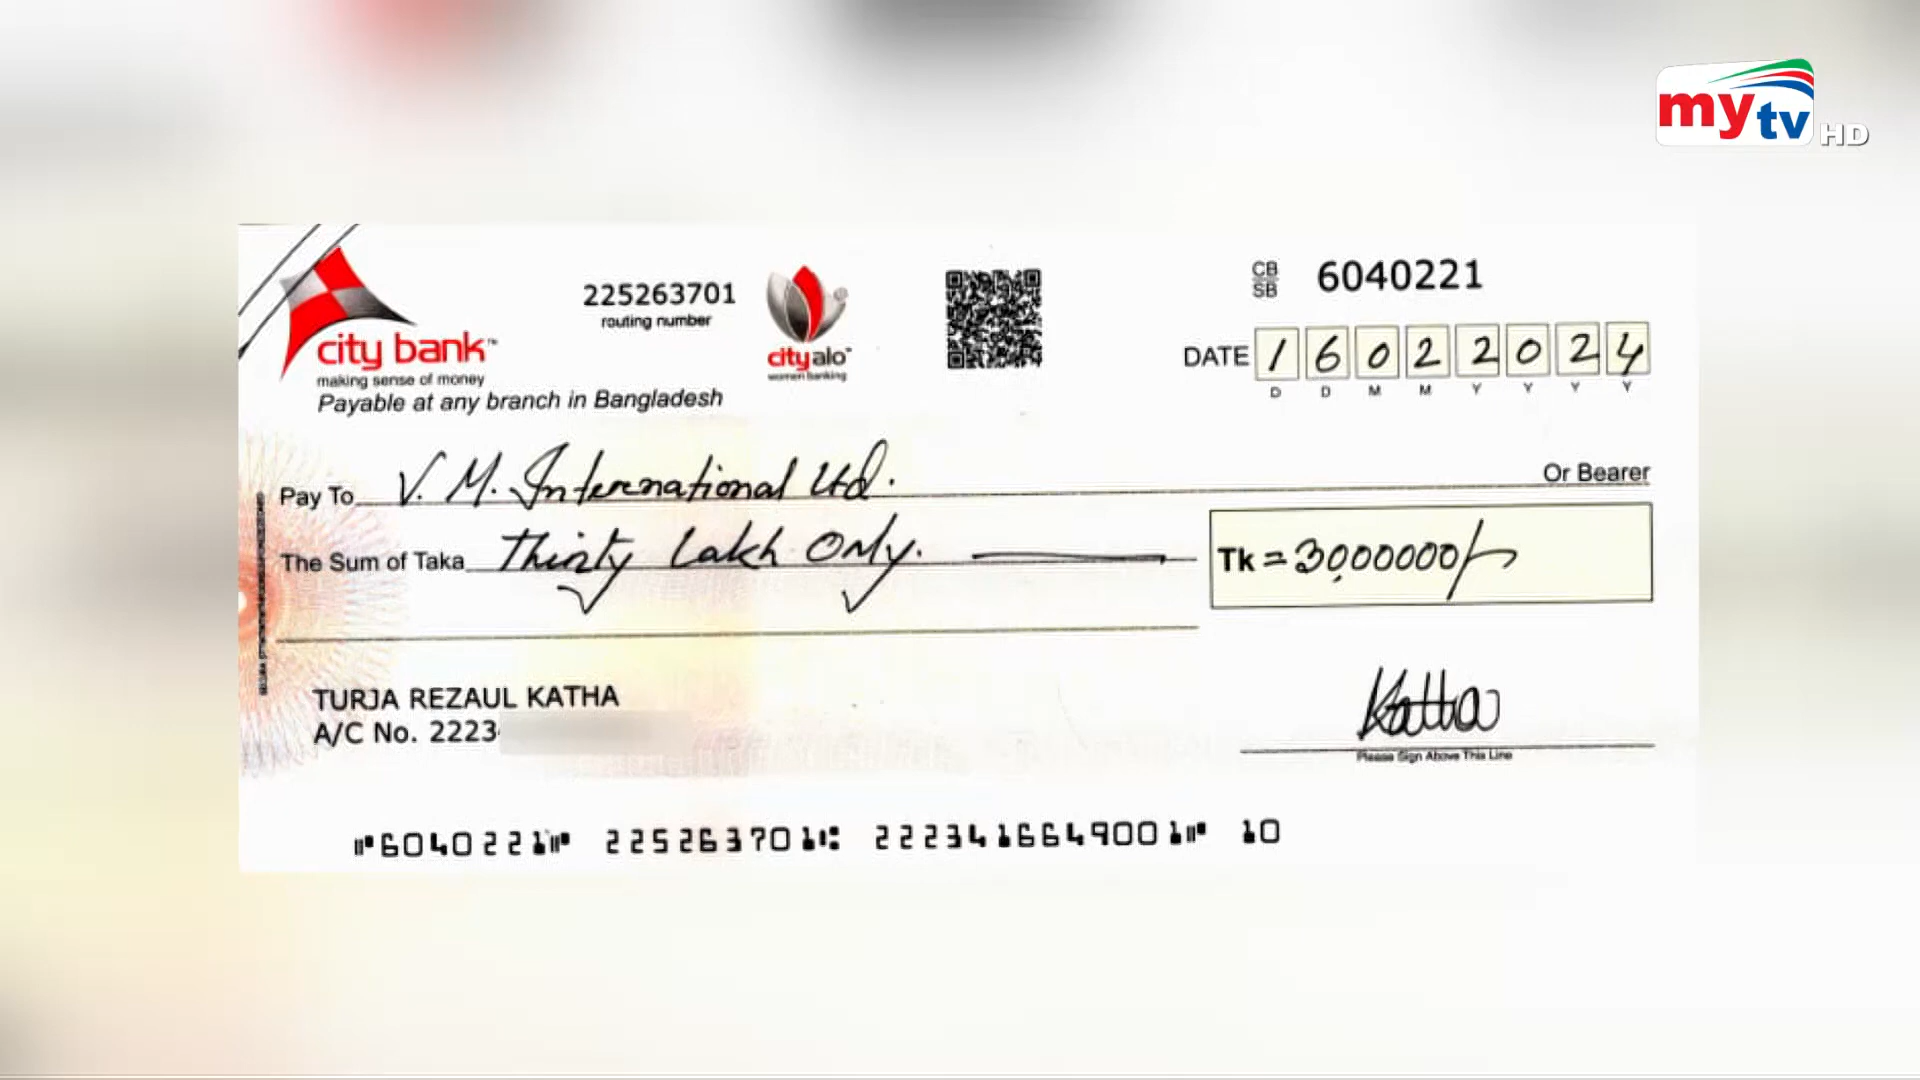 mytv HD
city bank™
making sense of money
Payable at any branch in Bangladesh
225263701
routing number
cityalo
women banking
CB
SB
6040221
DATE 1 6 0 2 2 0 2 4
D D M M Y Y Y Y
Pay To V. M. International Ltd. Or Bearer
The Sum of Taka Thirty Lakh Only.
Tk =30,00000/-
TURJA REZAUL KATHA
A/C No. 2223
Katha
Please Sign Above This Line
⑈6040221⑈ 225263701⑆ 2223416649001⑈ 10